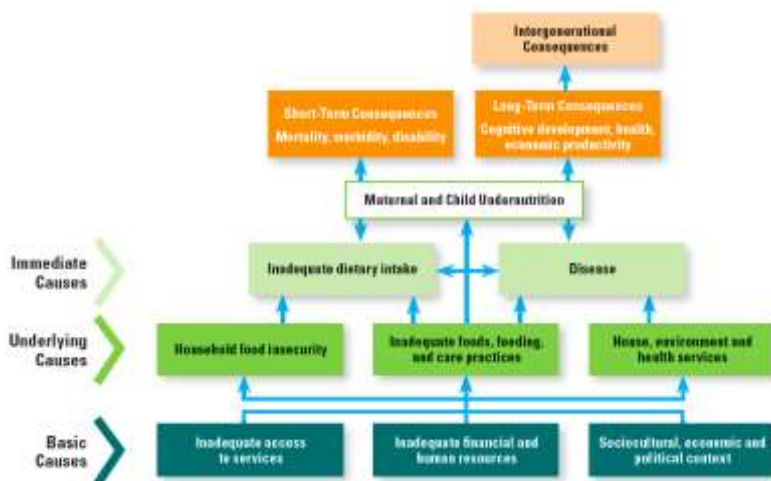 Intergenerational
Consequences
Short-Term Consequences
Mortality, morbidity, disability
Long-Term Consequences
Cognitive development, health,
economic productivity
Maternal and Child Undernutrition
Immediate
Causes
Inadequate dietary intake
Disease
Underlying
Causes
Household food insecurity
Inadequate foods, feeding,
and care practices
House, environment and
health services
Basic
Causes
Inadequate access
to services
Inadequate financial and
human resources
Sociocultural, economic and
political context